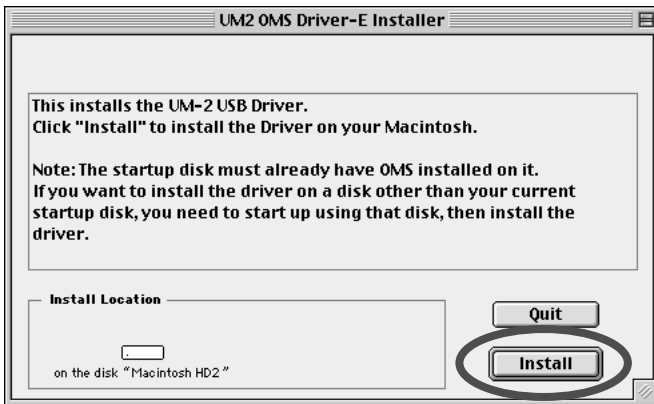 UM2 OMS Driver-E Installer
This installs the UM-2 USB Driver.
Click "Install" to install the Driver on your Macintosh.
Note: The startup disk must already have OMS installed on it.
If you want to install the driver on a disk other than your current
startup disk, you need to start up using that disk, then install the
driver.
Install Location
.
on the disk “Macintosh HD2”
Quit
Install